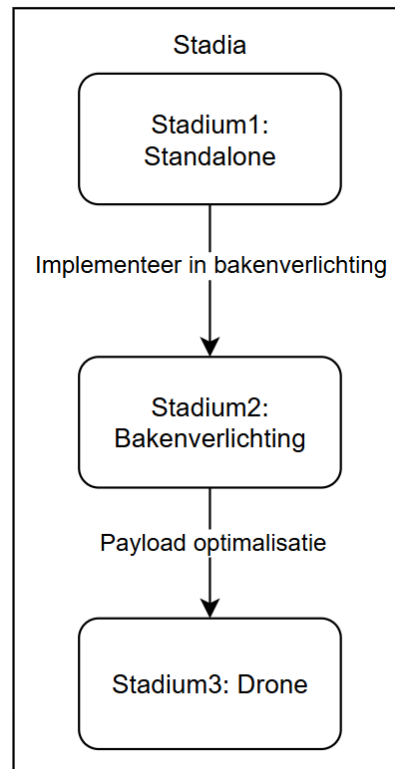 Stadia
Stadium1:
Standalone
Implementeer in bakenverlichting
Stadium2:
Bakenverlichting
Payload optimalisatie
Stadium3: Drone